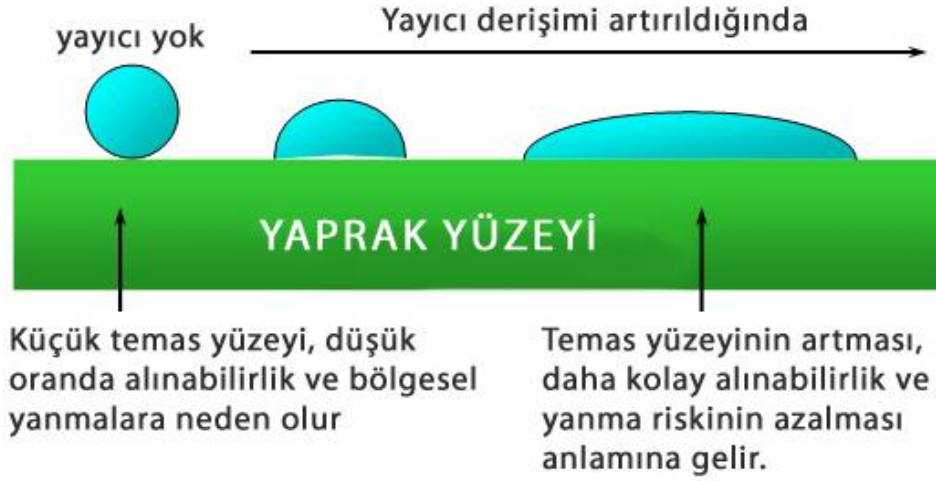 yayıcı yok
Yayıcı derişimi artırıldığında
YAPRAK YÜZEYİ
Küçük temas yüzeyi, düşük
oranda alınabilirlik ve bölgesel
yanmalara neden olur
Temas yüzeyinin artması,
daha kolay alınabilirlik ve
yanma riskinin azalması
anlamına gelir.